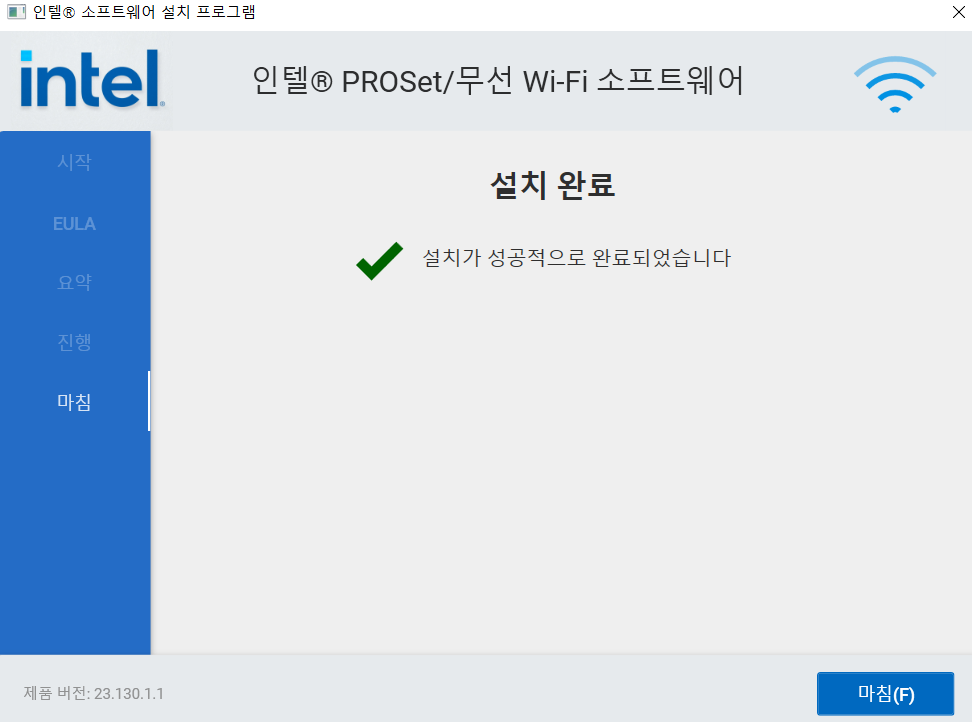 인텔® 소프트웨어 설치 프로그램
intel.
인텔® PROSet/무선 Wi-Fi 소프트웨어
시작
EULA
요약
진행
마침
설치 완료
설치가 성공적으로 완료되었습니다
제품 버전: 23.130.1.1
마침(F)